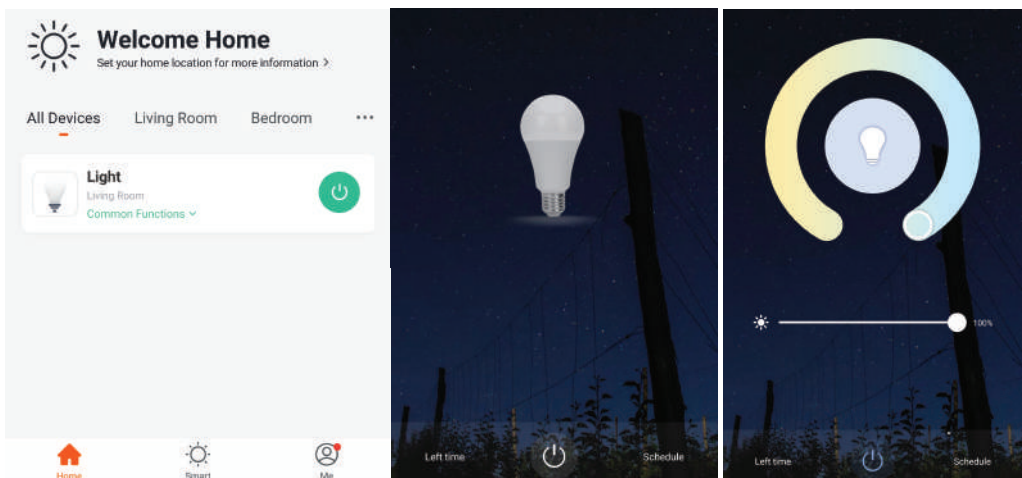 Welcome Home
Set your home location for more information >
All Devices Living Room Bedroom ...
Light
Living Room
Common Functions
Home Smart Me
Left time Schedule
100%
Left time Schedule